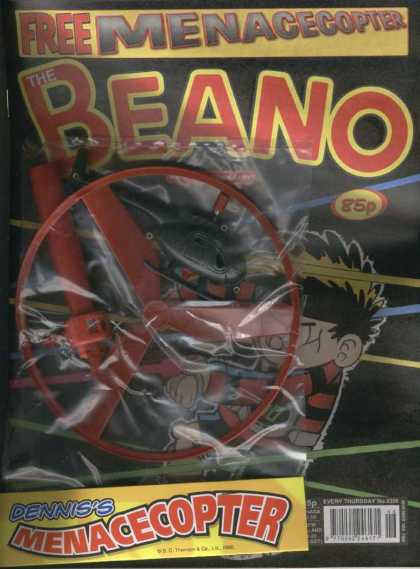 FREE MENACECOPTER
THE
BEANO
85p
DENNIS'S
MENACECOPTER
EVERY THURSDAY